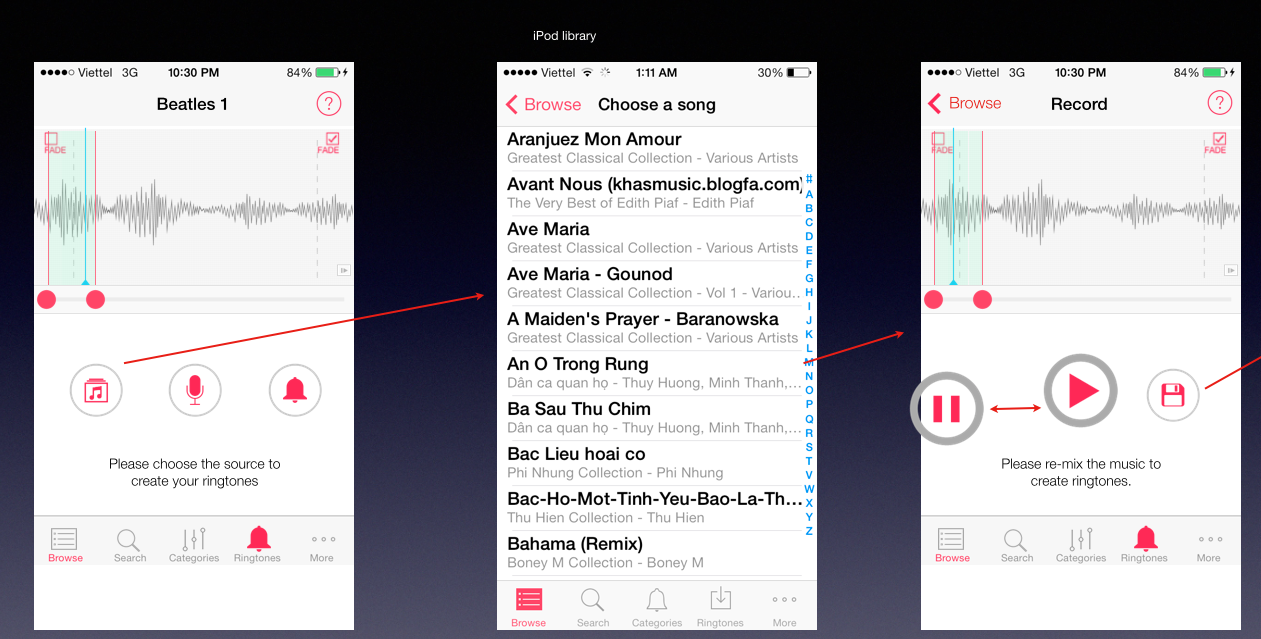 iPod library
Viettel 3G 10:30 PM 84%
Beatles 1 ?
FADE FADE
Please choose the source to
create your ringtones
Browse Search Categories Ringtones More
Viettel 1:11 AM 30%
Browse Choose a song
Aranjuez Mon Amour
Greatest Classical Collection - Various Artists
Avant Nous (khasmusic.blogfa.com)
The Very Best of Edith Piaf - Edith Piaf
Ave Maria
Greatest Classical Collection - Various Artists
Ave Maria - Gounod
Greatest Classical Collection - Vol 1 - Variou...
A Maiden's Prayer - Baranowska
Greatest Classical Collection - Various Artists
An O Trong Rung
Dân ca quan họ - Thuy Huong, Minh Thanh,...
Ba Sau Thu Chim
Dân ca quan họ - Thuy Huong, Minh Thanh,...
Bac Lieu hoai co
Phi Nhung Collection - Phi Nhung
Bac-Ho-Mot-Tinh-Yeu-Bao-La-Th...
Thu Hien Collection - Thu Hien
Bahama (Remix)
Boney M Collection - Boney M
#
A
B
C
D
E
F
G
H
I
J
K
L
M
N
O
P
Q
R
S
T
V
W
X
Y
Z
Browse Search Categories Ringtones More
Viettel 3G 10:30 PM 84%
Browse Record ?
FADE FADE
Please re-mix the music to
create ringtones.
Browse Search Categories Ringtones More